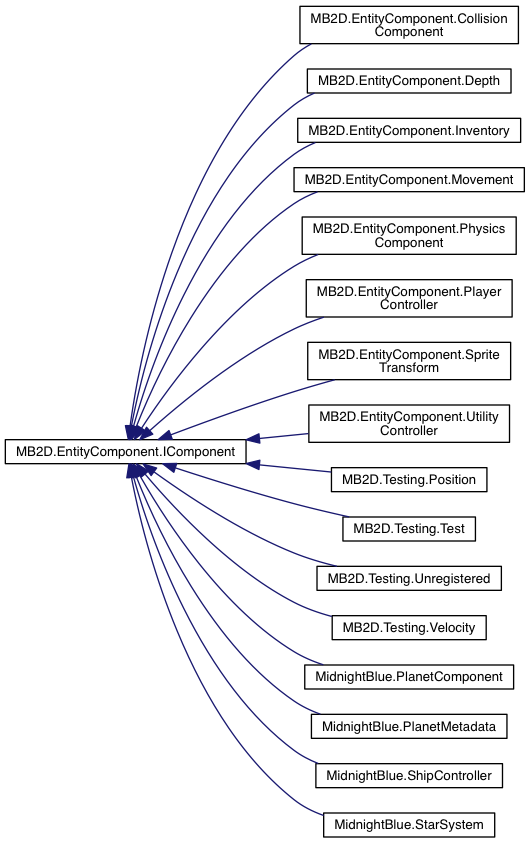 MB2D.EntityComponent.Collision
Component
MB2D.EntityComponent.Depth
MB2D.EntityComponent.Inventory
MB2D.EntityComponent.Movement
MB2D.EntityComponent.Physics
Component
MB2D.EntityComponent.Player
Controller
MB2D.EntityComponent.Sprite
Transform
MB2D.EntityComponent.Utility
Controller
MB2D.EntityComponent.IComponent
MB2D.Testing.Position
MB2D.Testing.Test
MB2D.Testing.Unregistered
MB2D.Testing.Velocity
MidnightBlue.PlanetComponent
MidnightBlue.PlanetMetadata
MidnightBlue.ShipController
MidnightBlue.StarSystem